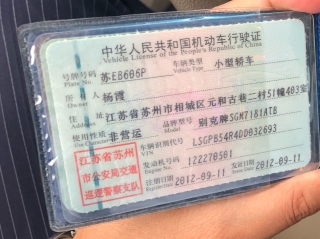 中华人民共和国机动车行驶证
Vehicle License of the People's Republic of China
号牌号码 苏E8606P 车辆类型 小型轿车
Plate No. Vehicle Type
所有人 杨霞
Owner
住址 江苏省苏州市相城区元和古巷二村51幢403室
Address
使用性质 非营运 品牌型号 别克牌SGM7181ATB
Use Character Model
车辆识别代号 LSGPB54R4DD032693
VIN
发动机号码 122270501
Engine No.
注册日期 2012-09-11 发证日期 2012-09-11
Register Date Issue Date
江苏省苏州
市公安局交通
巡逻警察支队